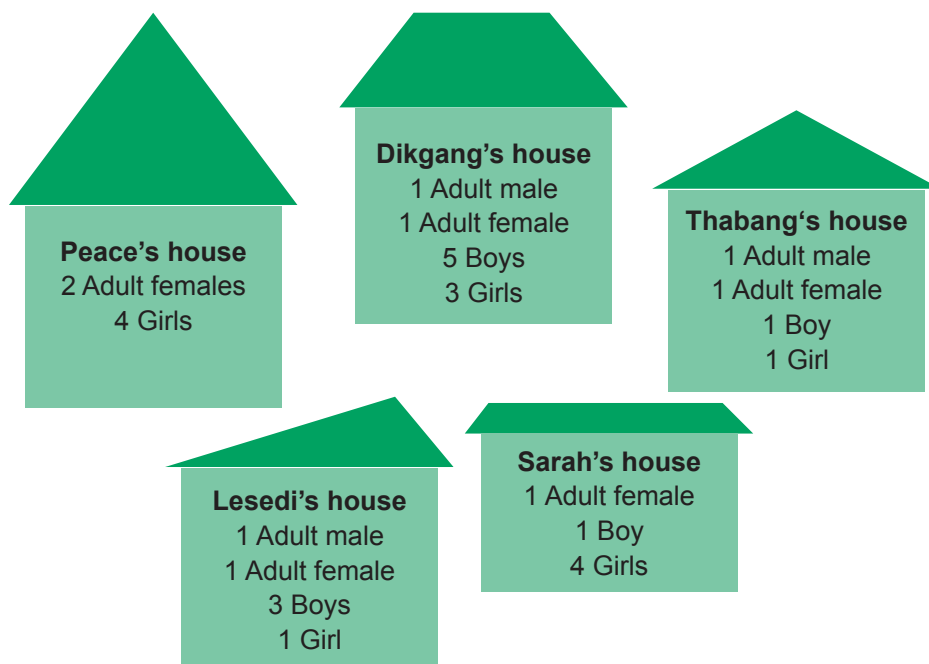 Peace’s house
2 Adult females
4 Girls
Dikgang’s house
1 Adult male
1 Adult female
5 Boys
3 Girls
Thabang‘s house
1 Adult male
1 Adult female
1 Boy
1 Girl
Lesedi’s house
1 Adult male
1 Adult female
3 Boys
1 Girl
Sarah’s house
1 Adult female
1 Boy
4 Girls